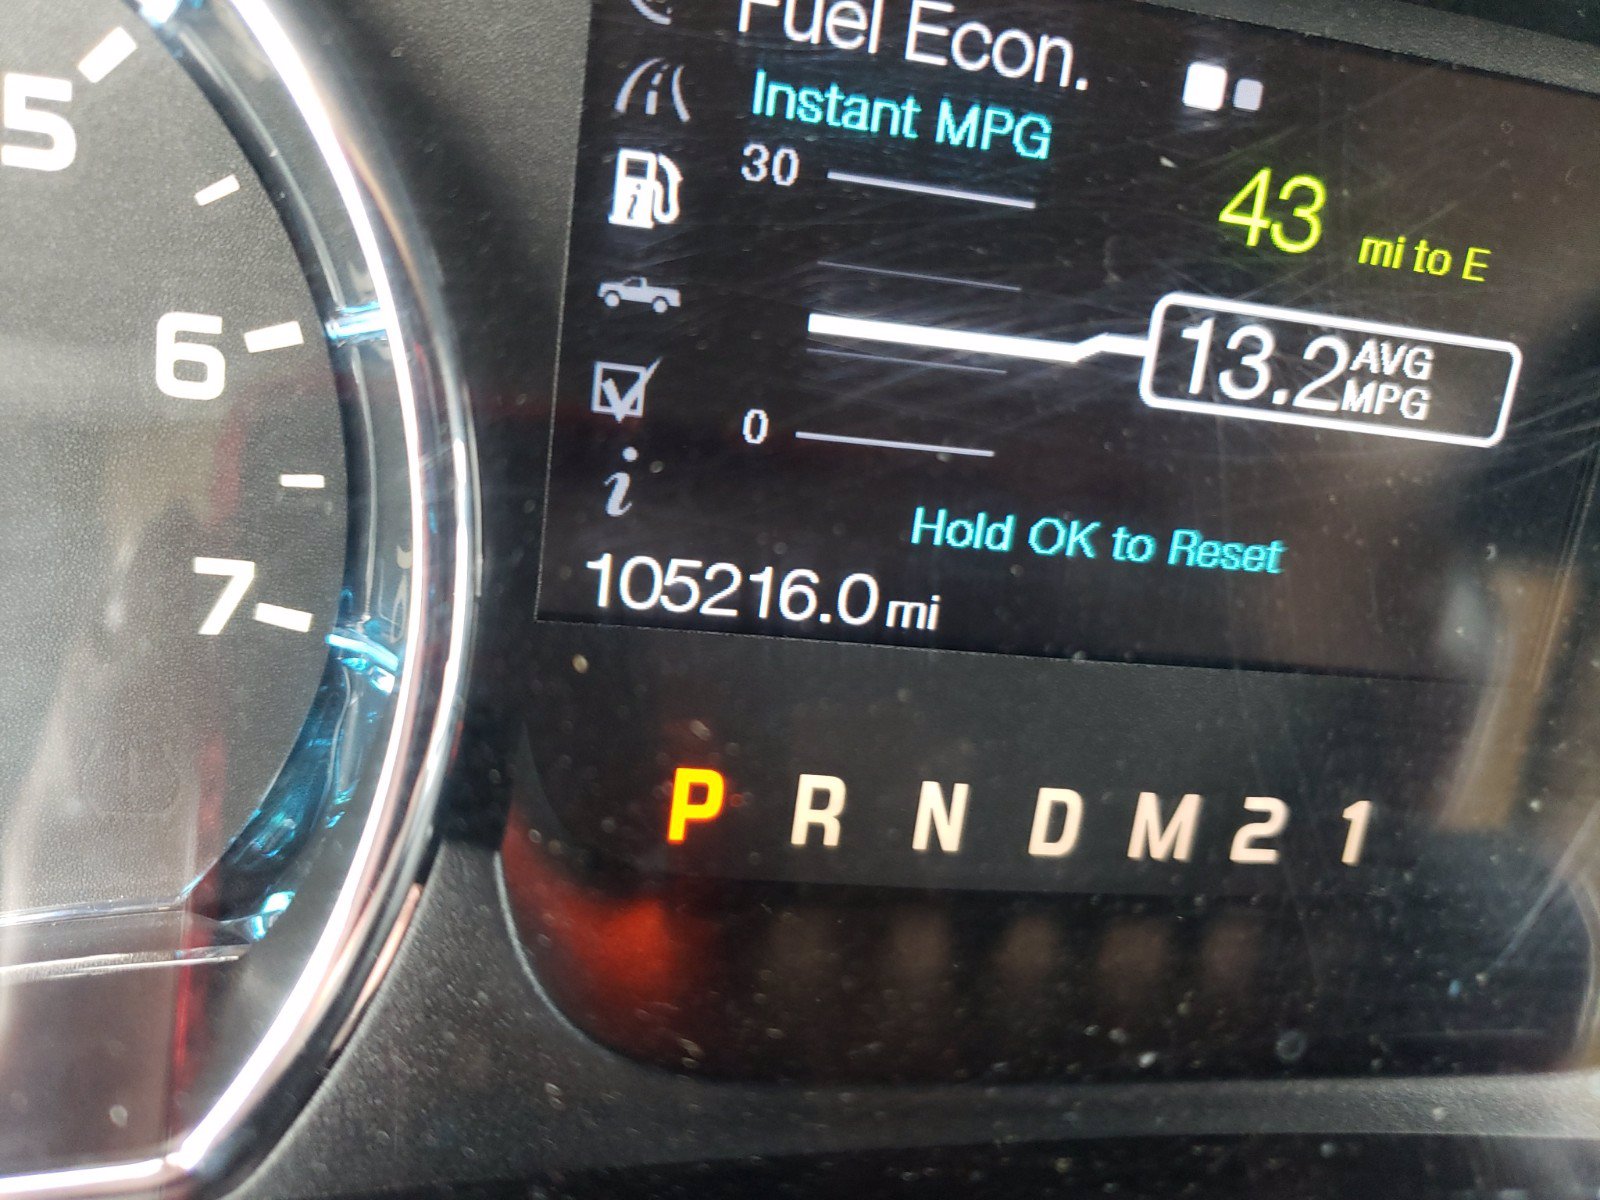 5
6
7
Fuel Econ.
Instant MPG
30
43 mi to E
13.2 AVG MPG
0
i
Hold OK to Reset
105216.0 mi
P R N D M 2 1